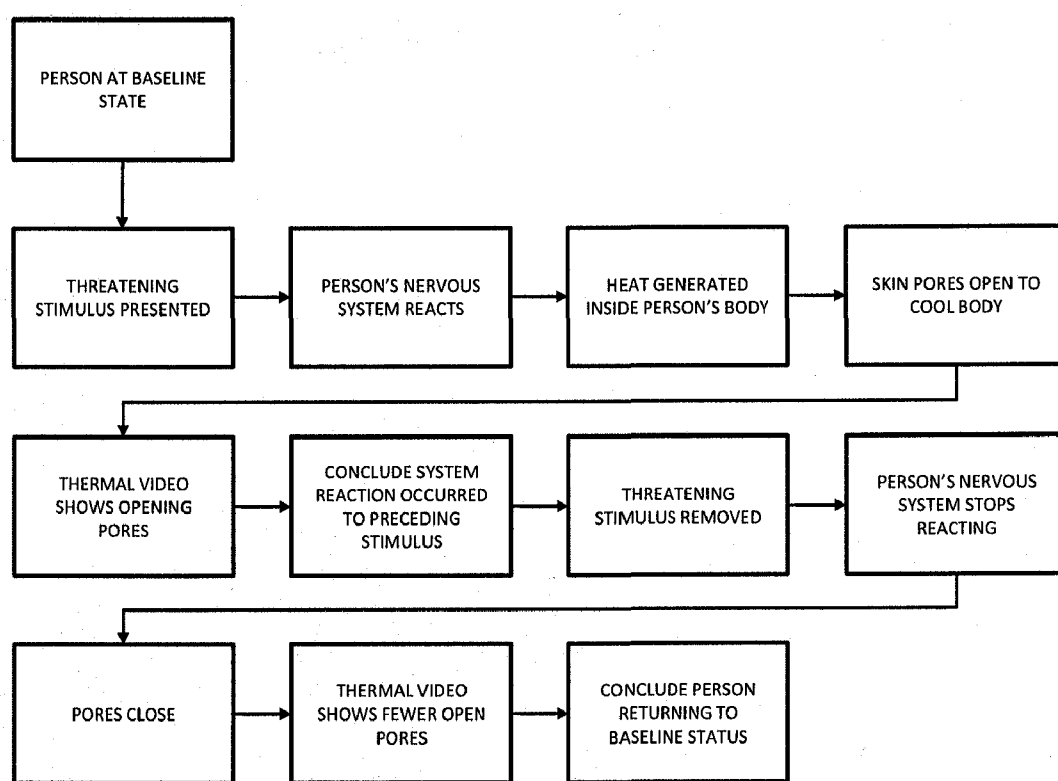 PERSON AT BASELINE
STATE
THREATENING
STIMULUS PRESENTED
PERSON'S NERVOUS
SYSTEM REACTS
HEAT GENERATED
INSIDE PERSON'S BODY
SKIN PORES OPEN TO
COOL BODY
THERMAL VIDEO
SHOWS OPENING
PORES
CONCLUDE SYSTEM
REACTION OCCURRED
TO PRECEDING
STIMULUS
THREATENING
STIMULUS REMOVED
PERSON'S NERVOUS
SYSTEM STOPS
REACTING
PORES CLOSE
THERMAL VIDEO
SHOWS FEWER OPEN
PORES
CONCLUDE PERSON
RETURNING TO
BASELINE STATUS